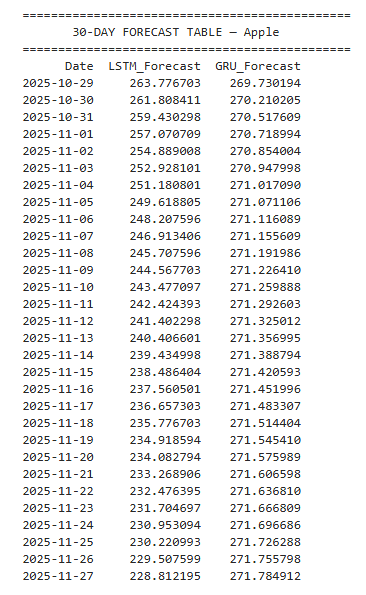 ==============================================
30-DAY FORECAST TABLE — Apple
==============================================
Date LSTM_Forecast GRU_Forecast
2025-10-29 263.776703 269.730194
2025-10-30 261.808411 270.210205
2025-10-31 259.430298 270.517609
2025-11-01 257.070709 270.718994
2025-11-02 254.889008 270.854004
2025-11-03 252.928101 270.947998
2025-11-04 251.180801 271.017090
2025-11-05 249.618805 271.071106
2025-11-06 248.207596 271.116089
2025-11-07 246.913406 271.155609
2025-11-08 245.707596 271.191986
2025-11-09 244.567703 271.226410
2025-11-10 243.477097 271.259888
2025-11-11 242.424393 271.292603
2025-11-12 241.402298 271.325012
2025-11-13 240.406601 271.356995
2025-11-14 239.434998 271.388794
2025-11-15 238.486404 271.420593
2025-11-16 237.560501 271.451996
2025-11-17 236.657303 271.483307
2025-11-18 235.776703 271.514404
2025-11-19 234.918594 271.545410
2025-11-20 234.082794 271.575989
2025-11-21 233.268906 271.606598
2025-11-22 232.476395 271.636810
2025-11-23 231.704697 271.666809
2025-11-24 230.953094 271.696686
2025-11-25 230.220993 271.726288
2025-11-26 229.507599 271.755798
2025-11-27 228.812195 271.784912